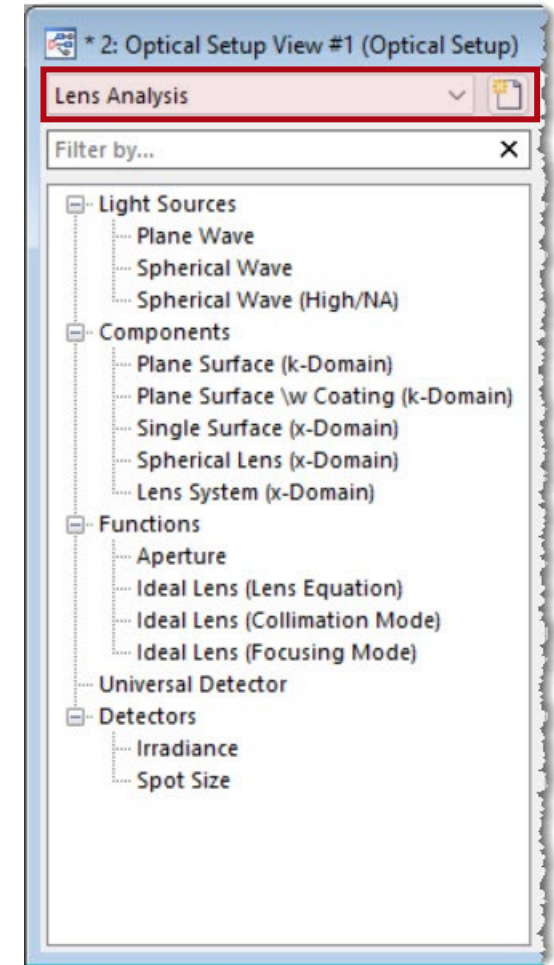 * 2: Optical Setup View #1 (Optical Setup)
Lens Analysis
Filter by...
Light Sources
Plane Wave
Spherical Wave
Spherical Wave (High/NA)
Components
Plane Surface (k-Domain)
Plane Surface \w Coating (k-Domain)
Single Surface (x-Domain)
Spherical Lens (x-Domain)
Lens System (x-Domain)
Functions
Aperture
Ideal Lens (Lens Equation)
Ideal Lens (Collimation Mode)
Ideal Lens (Focusing Mode)
Universal Detector
Detectors
Irradiance
Spot Size